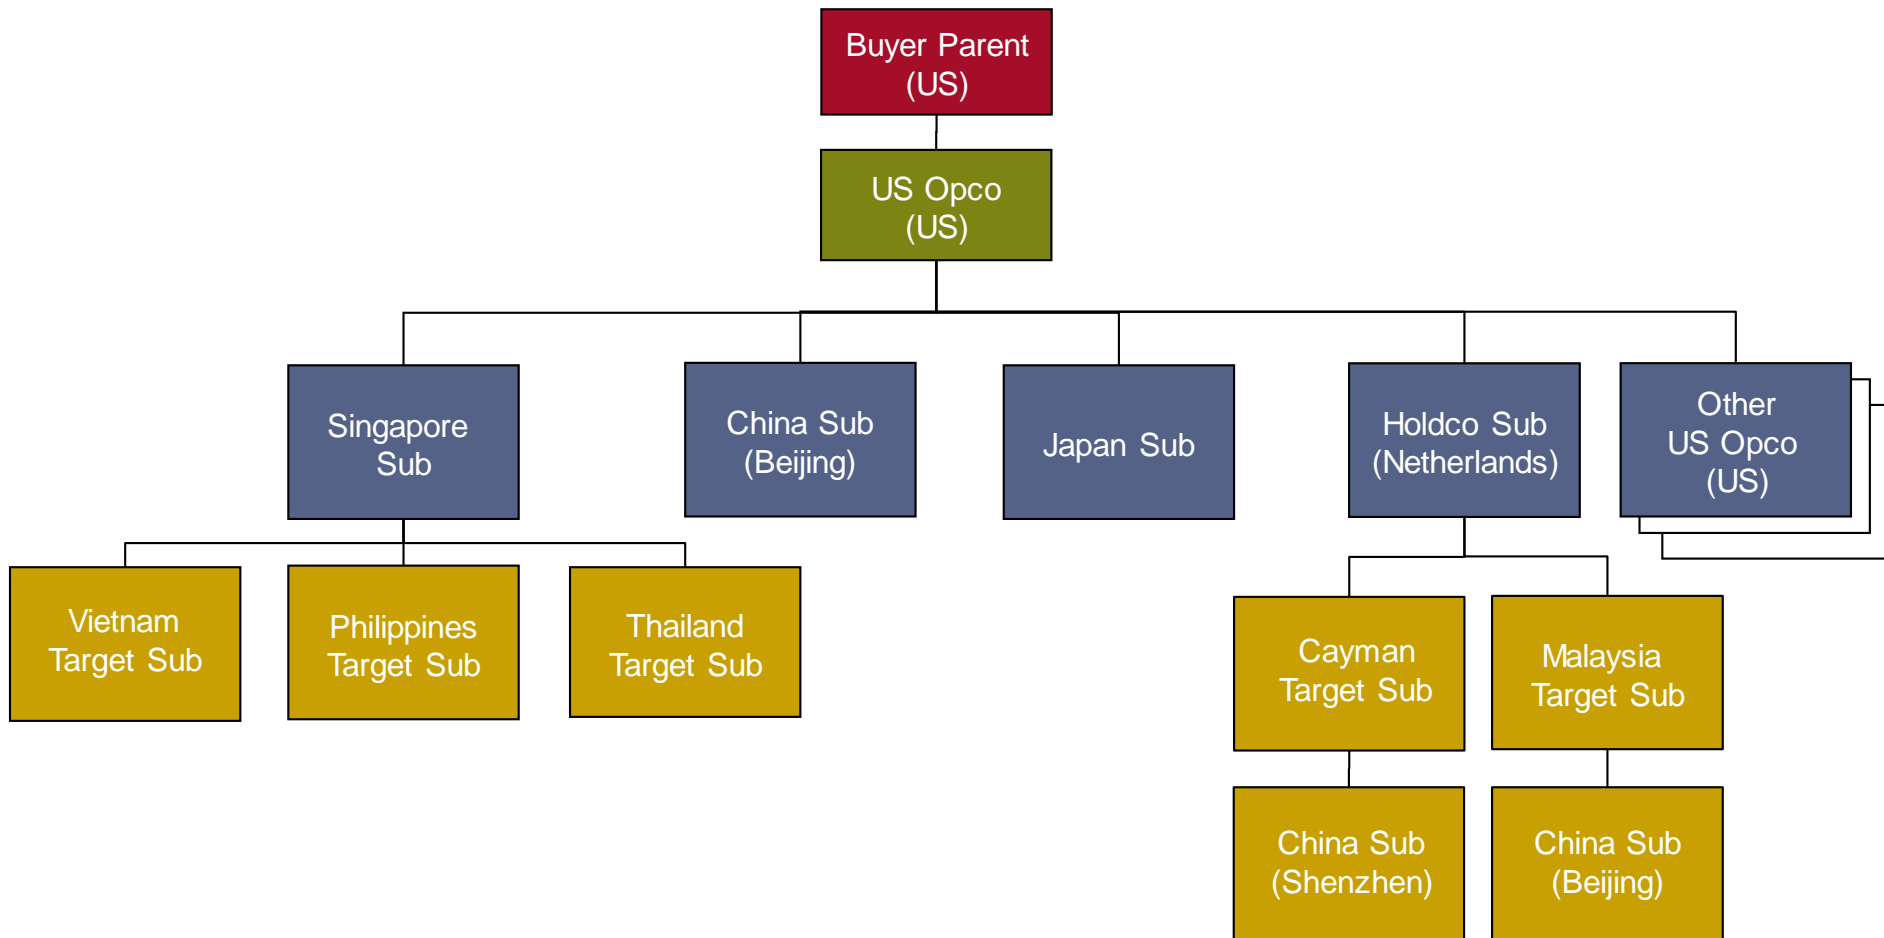 Buyer Parent
(US)
US Opco
(US)
Singapore
Sub
China Sub
(Beijing)
Japan Sub
Holdco Sub
(Netherlands)
Other
US Opco
(US)
Vietnam
Target Sub
Philippines
Target Sub
Thailand
Target Sub
Cayman
Target Sub
Malaysia
Target Sub
China Sub
(Shenzhen)
China Sub
(Beijing)